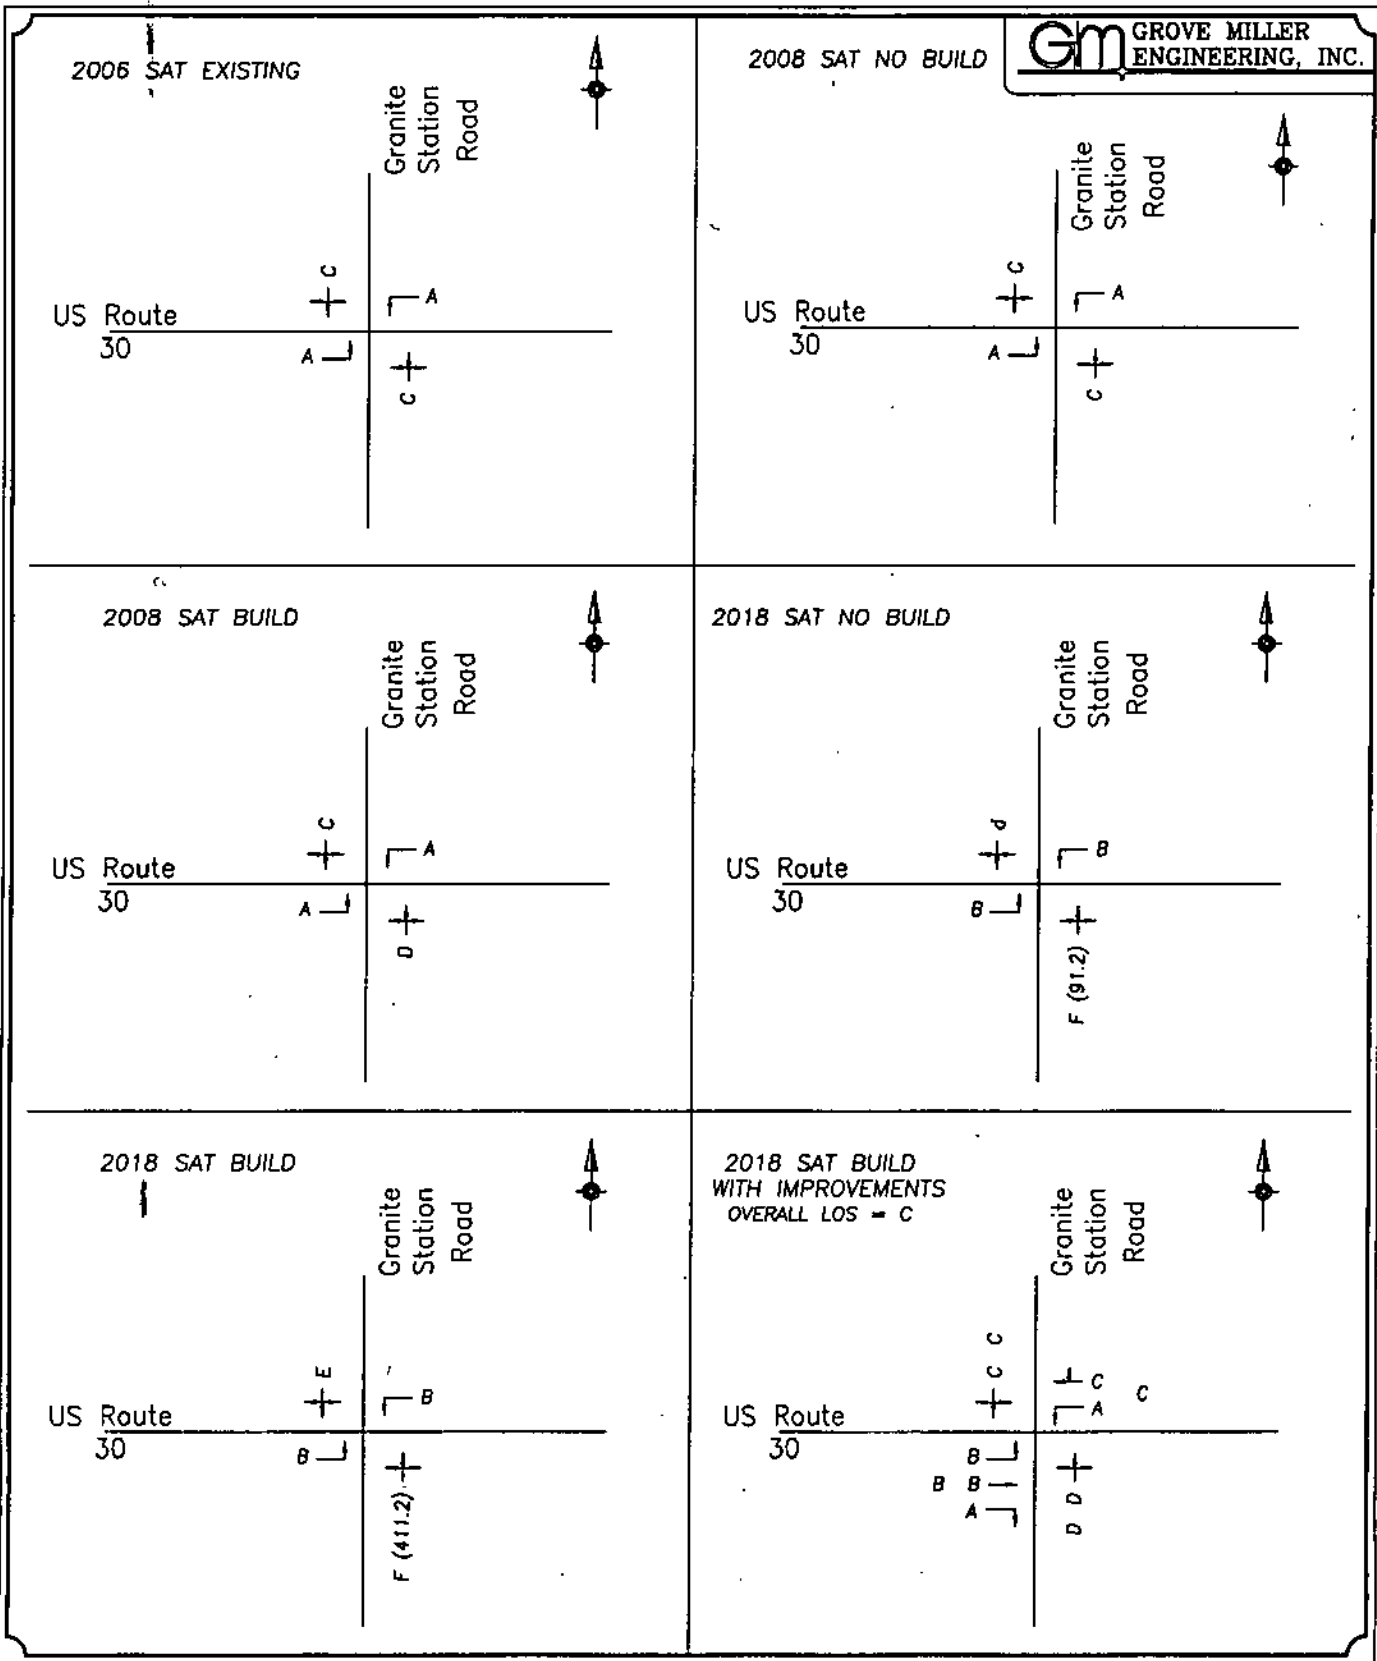 GROVE MILLER
ENGINEERING, INC.
2006 SAT EXISTING
Granite
Station
Road
C
A
US Route
30
A
C
2008 SAT NO BUILD
Granite
Station
Road
C
A
US Route
30
A
C
2008 SAT BUILD
Granite
Station
Road
C
A
US Route
30
A
D
2018 SAT NO BUILD
Granite
Station
Road
d
B
US Route
30
B
F (91.2)
2018 SAT BUILD
Granite
Station
Road
E
B
US Route
30
B
F (411.2)
2018 SAT BUILD
WITH IMPROVEMENTS
OVERALL LOS = C
Granite
Station
Road
C C
C
C
A
US Route
30
B
B B
A
D D